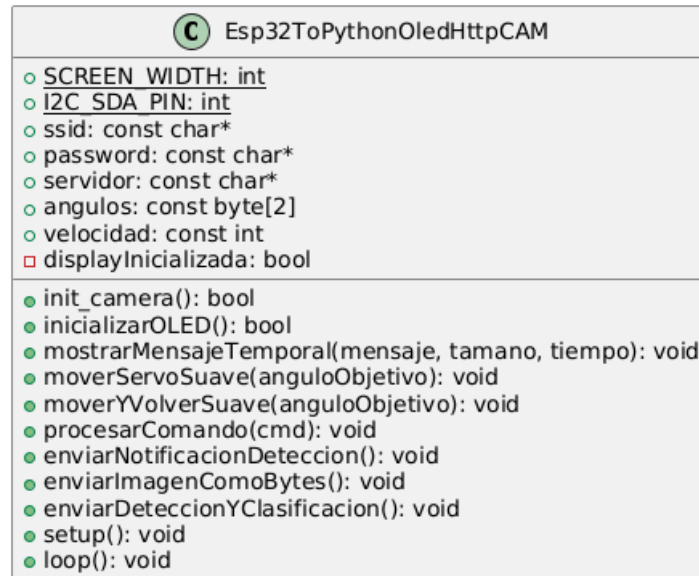 C Esp32ToPythonOledHttpCAM
SCREEN_WIDTH: int
I2C_SDA_PIN: int
ssid: const char*
password: const char*
servidor: const char*
angulos: const byte[2]
velocidad: const int
displayInicializada: bool
init_camera(): bool
inicializarOLED(): bool
mostrarMensajeTemporal(mensaje, tamano, tiempo): void
moverServoSuave(anguloObjetivo): void
moverYVolverSuave(anguloObjetivo): void
procesarComando(cmd): void
enviarNotificacionDeteccion(): void
enviarImagenComoBytes(): void
enviarDeteccionYClasificacion(): void
setup(): void
loop(): void